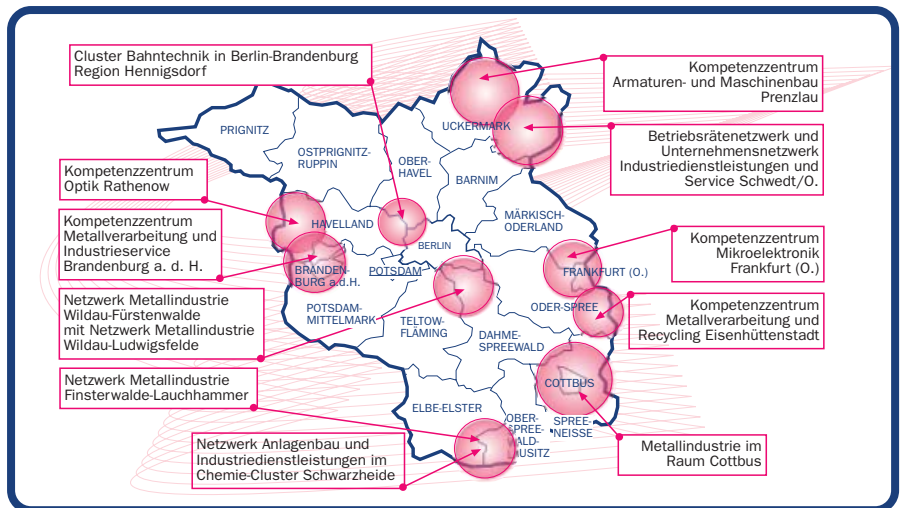 Cluster Bahntechnik in Berlin-Brandenburg
Region Hennigsdorf
Kompetenzzentrum
Armaturen- und Maschinenbau
Prenzlau
Betriebsrätenetzwerk und
Unternehmensnetzwerk
Industriedienstleistungen und
Service Schwedt/O.
Kompetenzzentrum
Optik Rathenow
Kompetenzzentrum
Metallverarbeitung und
Industrieservice
Brandenburg a. d. H.
Kompetenzzentrum
Mikroelektronik
Frankfurt (O.)
Netzwerk Metallindustrie
Wildau-Fürstenwalde
mit Netzwerk Metallindustrie
Wildau-Ludwigsfelde
Kompetenzzentrum
Metallverarbeitung und
Recycling Eisenhüttenstadt
Netzwerk Metallindustrie
Finsterwalde-Lauchhammer
Netzwerk Anlagenbau und
Industriedienstleistungen im
Chemie-Cluster Schwarzheide
Metallindustrie im
Raum Cottbus
PRIGNITZ
UCKERMARK
OSTPRIGNITZ-
RUPPIN
OBER-
HAVEL
BARNIM
MÄRKISCH-
ODERLAND
HAVELLAND
BERLIN
BRANDEN-
BURG a.d.H.
POTSDAM
FRANKFURT (O.)
POTSDAM-
MITTELMARK
TELTOW-
FLÄMING
ODER-SPREE
DAHME-
SPREEWALD
COTTBUS
ELBE-ELSTER
OBER-
SPREE-
WALD-
USITZ
SPREE-
NEISSE